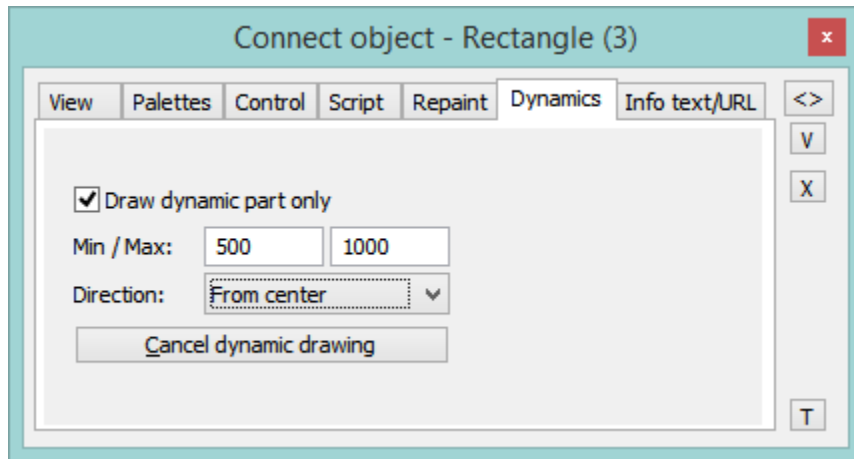 Connect object - Rectangle (3)
x
View Palettes Control Script Repaint Dynamics Info text/URL <>
V
X
Draw dynamic part only
Min / Max: 500 1000
Direction: From center
Cancel dynamic drawing
T